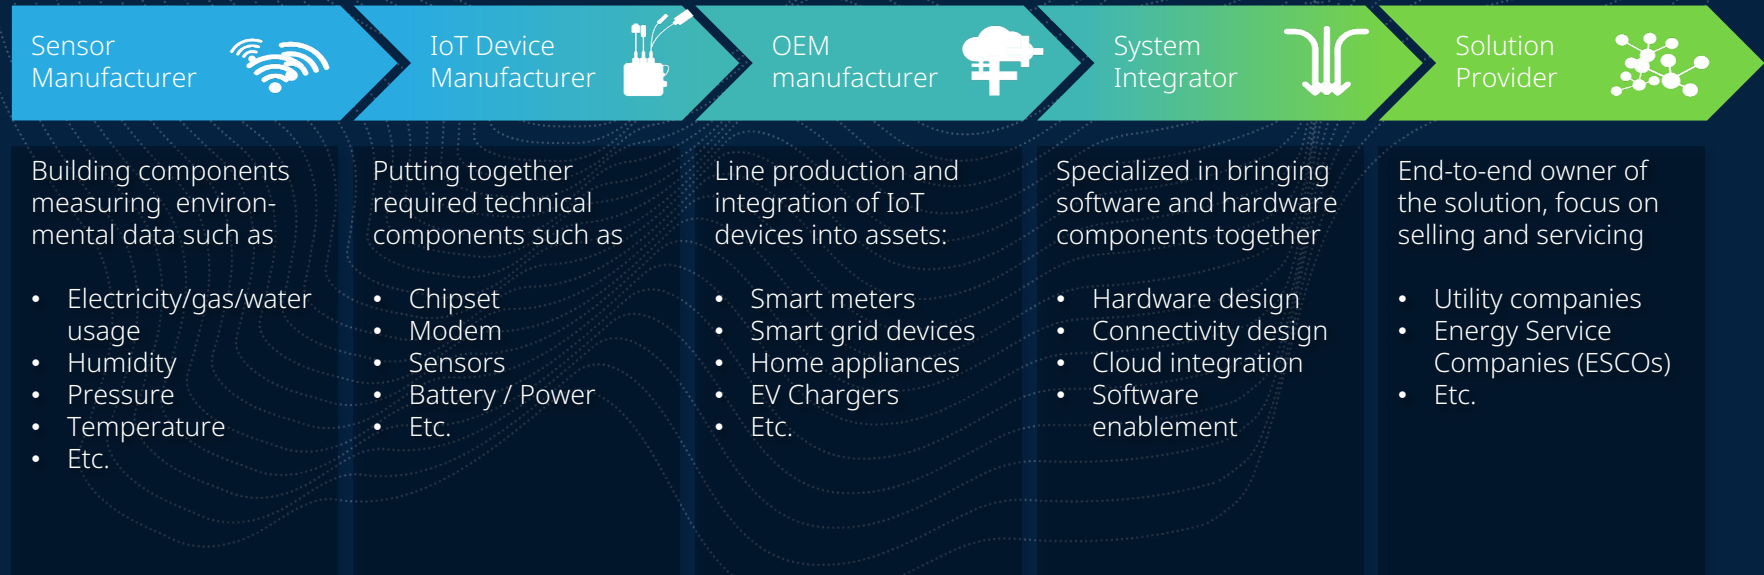 Sensor
Manufacturer
IoT Device
Manufacturer
OEM
manufacturer
System
Integrator
Solution
Provider
Building components
measuring environ-
mental data such as
• Electricity/gas/water
usage
• Humidity
• Pressure
• Temperature
• Etc.
Putting together
required technical
components such as
• Chipset
• Modem
• Sensors
• Battery / Power
• Etc.
Line production and
integration of IoT
devices into assets:
• Smart meters
• Smart grid devices
• Home appliances
• EV Chargers
• Etc.
Specialized in bringing
software and hardware
components together
• Hardware design
• Connectivity design
• Cloud integration
• Software
enablement
End-to-end owner of
the solution, focus on
selling and servicing
• Utility companies
• Energy Service
Companies (ESCOs)
• Etc.